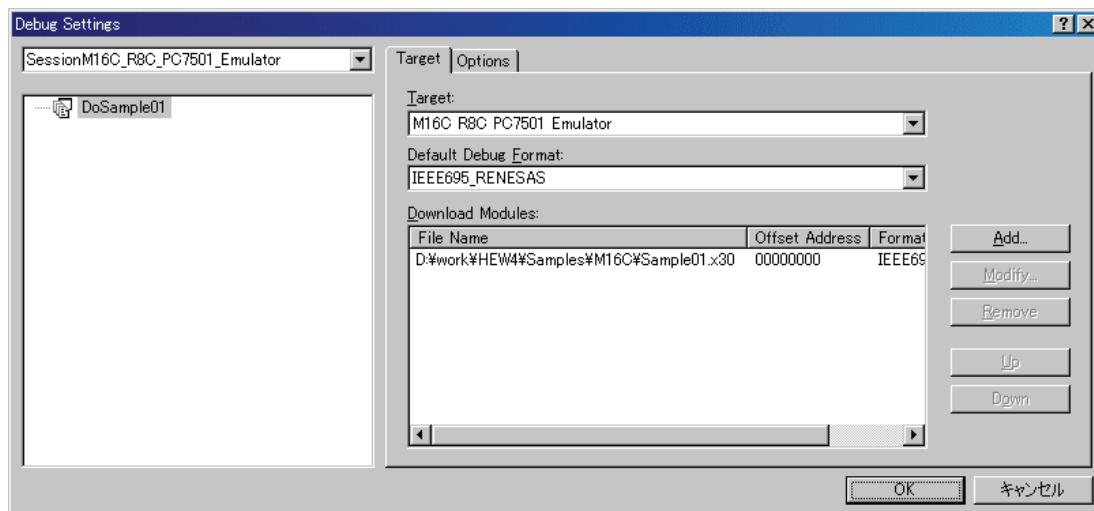 Debug Settings
SessionM16C_R8C_PC7501_Emulator
DoSample01
Target
Options
Target:
M16C R8C PC7501 Emulator
Default Debug Format:
IEEE695_RENESAS
Download Modules:
File Name Offset Address Format
D:¥work¥HEW4¥Samples¥M16C¥Sample01.x30 00000000 IEEE69
Add...
Modify...
Remove
Up
Down
OK
キャンセル